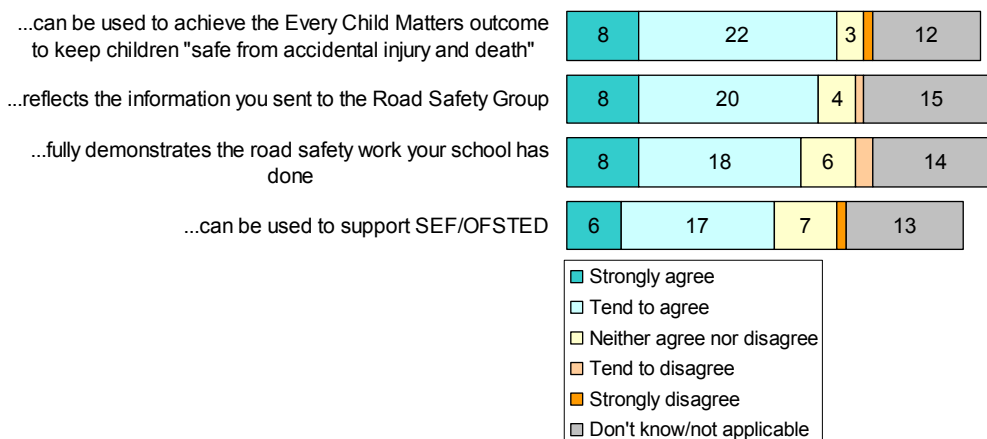 ...can be used to achieve the Every Child Matters outcome
to keep children "safe from accidental injury and death"
8 22 3 12
...reflects the information you sent to the Road Safety Group
8 20 4 15
...fully demonstrates the road safety work your school has
done
8 18 6 14
...can be used to support SEF/OFSTED
6 17 7 13
Strongly agree
Tend to agree
Neither agree nor disagree
Tend to disagree
Strongly disagree
Don't know/not applicable